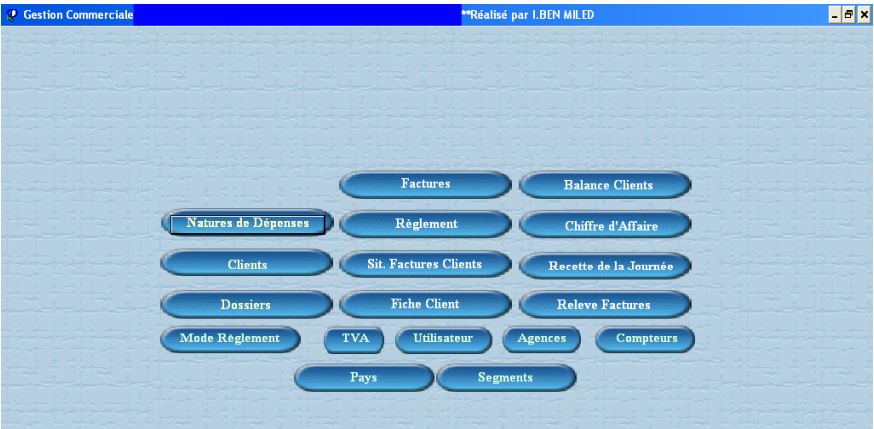 Gestion Commerciale **Réalisé par I.BEN MILED
Factures Balance Clients
Natures de Dépenses Règlement Chiffre d'Affaire
Clients Sit. Factures Clients Recette de la Journée
Dossiers Fiche Client Releve Factures
Mode Règlement TVA Utilisateur Agences Compteurs
Pays Segments